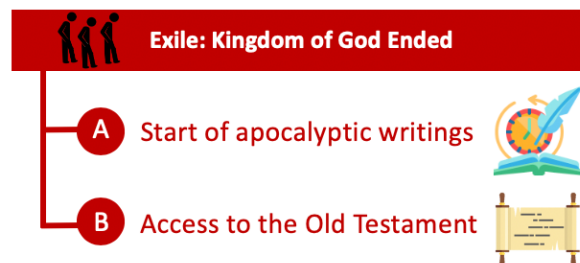 Exile: Kingdom of God Ended
A Start of apocalyptic writings
B Access to the Old Testament